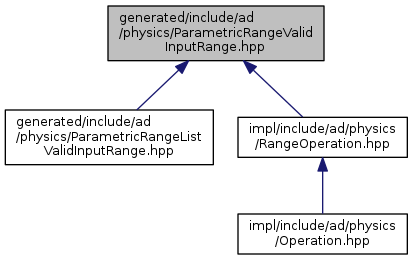 generated/include/ad
/physics/ParametricRangeValid
InputRange.hpp
generated/include/ad
/physics/ParametricRangeList
ValidInputRange.hpp
impl/include/ad/physics
/RangeOperation.hpp
impl/include/ad/physics
/Operation.hpp